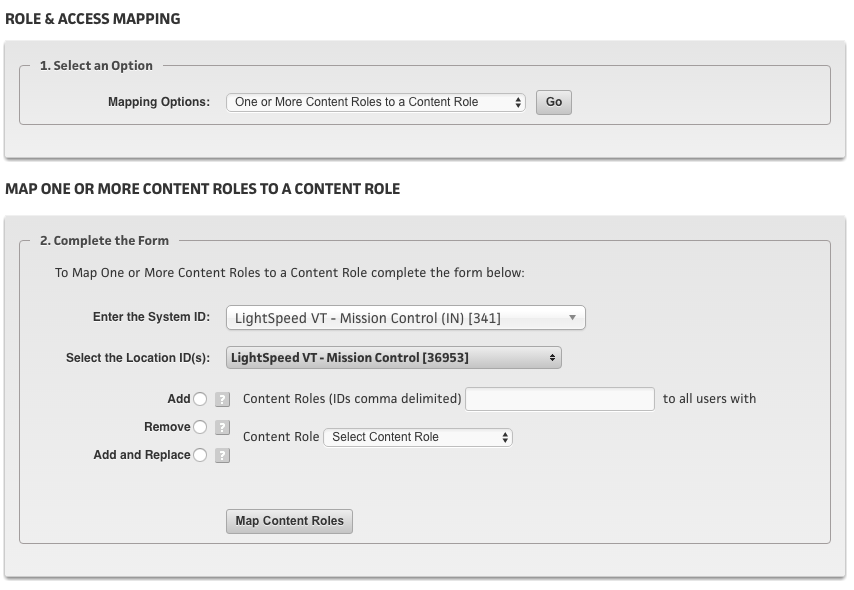 ROLE & ACCESS MAPPING
1. Select an Option
Mapping Options: One or More Content Roles to a Content Role Go
MAP ONE OR MORE CONTENT ROLES TO A CONTENT ROLE
2. Complete the Form
To Map One or More Content Roles to a Content Role complete the form below:
Enter the System ID: LightSpeed VT - Mission Control (IN) [341]
Select the Location ID(s): LightSpeed VT - Mission Control [36953]
Add ? Content Roles (IDs comma delimited) to all users with
Remove ?
Content Role Select Content Role
Add and Replace ?
Map Content Roles